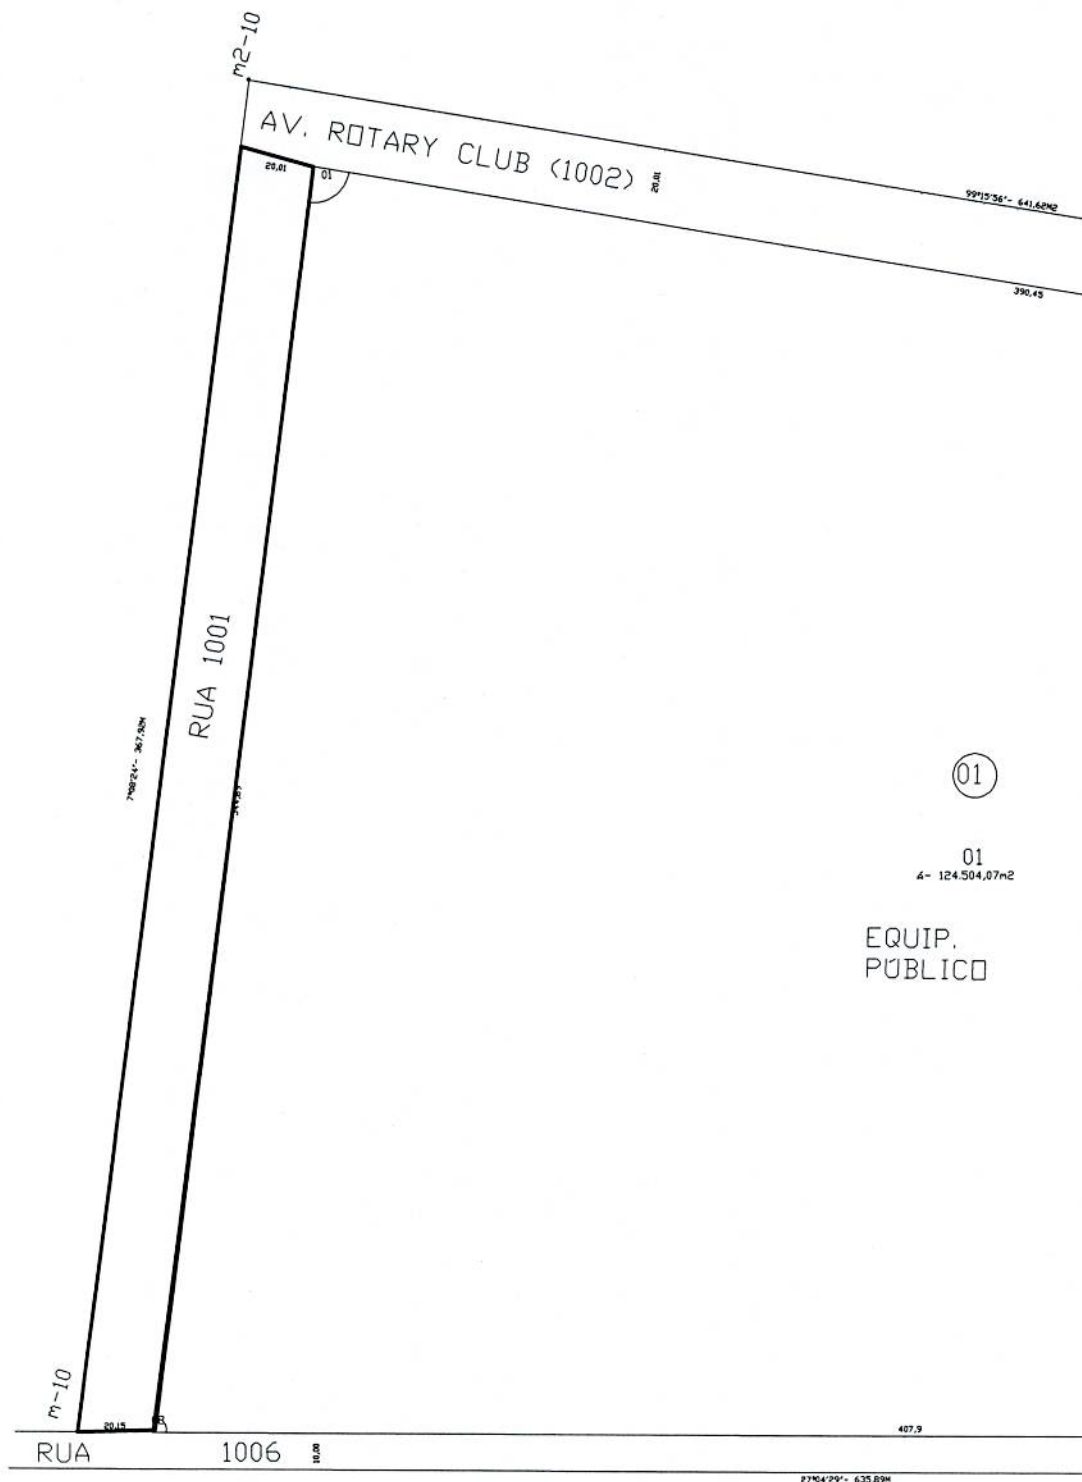 m2-10
AV. ROTARY CLUB (1002)
20,01
20,01
01
99°15'56"- 641,62M2
390,45
RUA 1001
7°08'24"- 367,92M
01
01
A- 124.504,07m2
EQUIP.
PÚBLICO
m-10
20,15
407,9
RUA 1006
10,00
27°04'29"- 635,89M